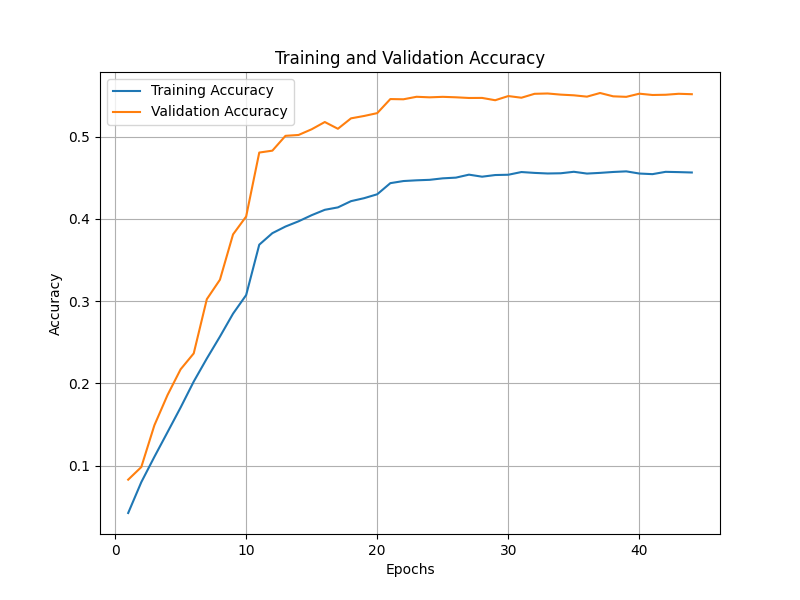 Training and Validation Accuracy
Training Accuracy
Validation Accuracy
0.5
0.4
0.3
0.2
0.1
Accuracy
0 10 20 30 40
Epochs